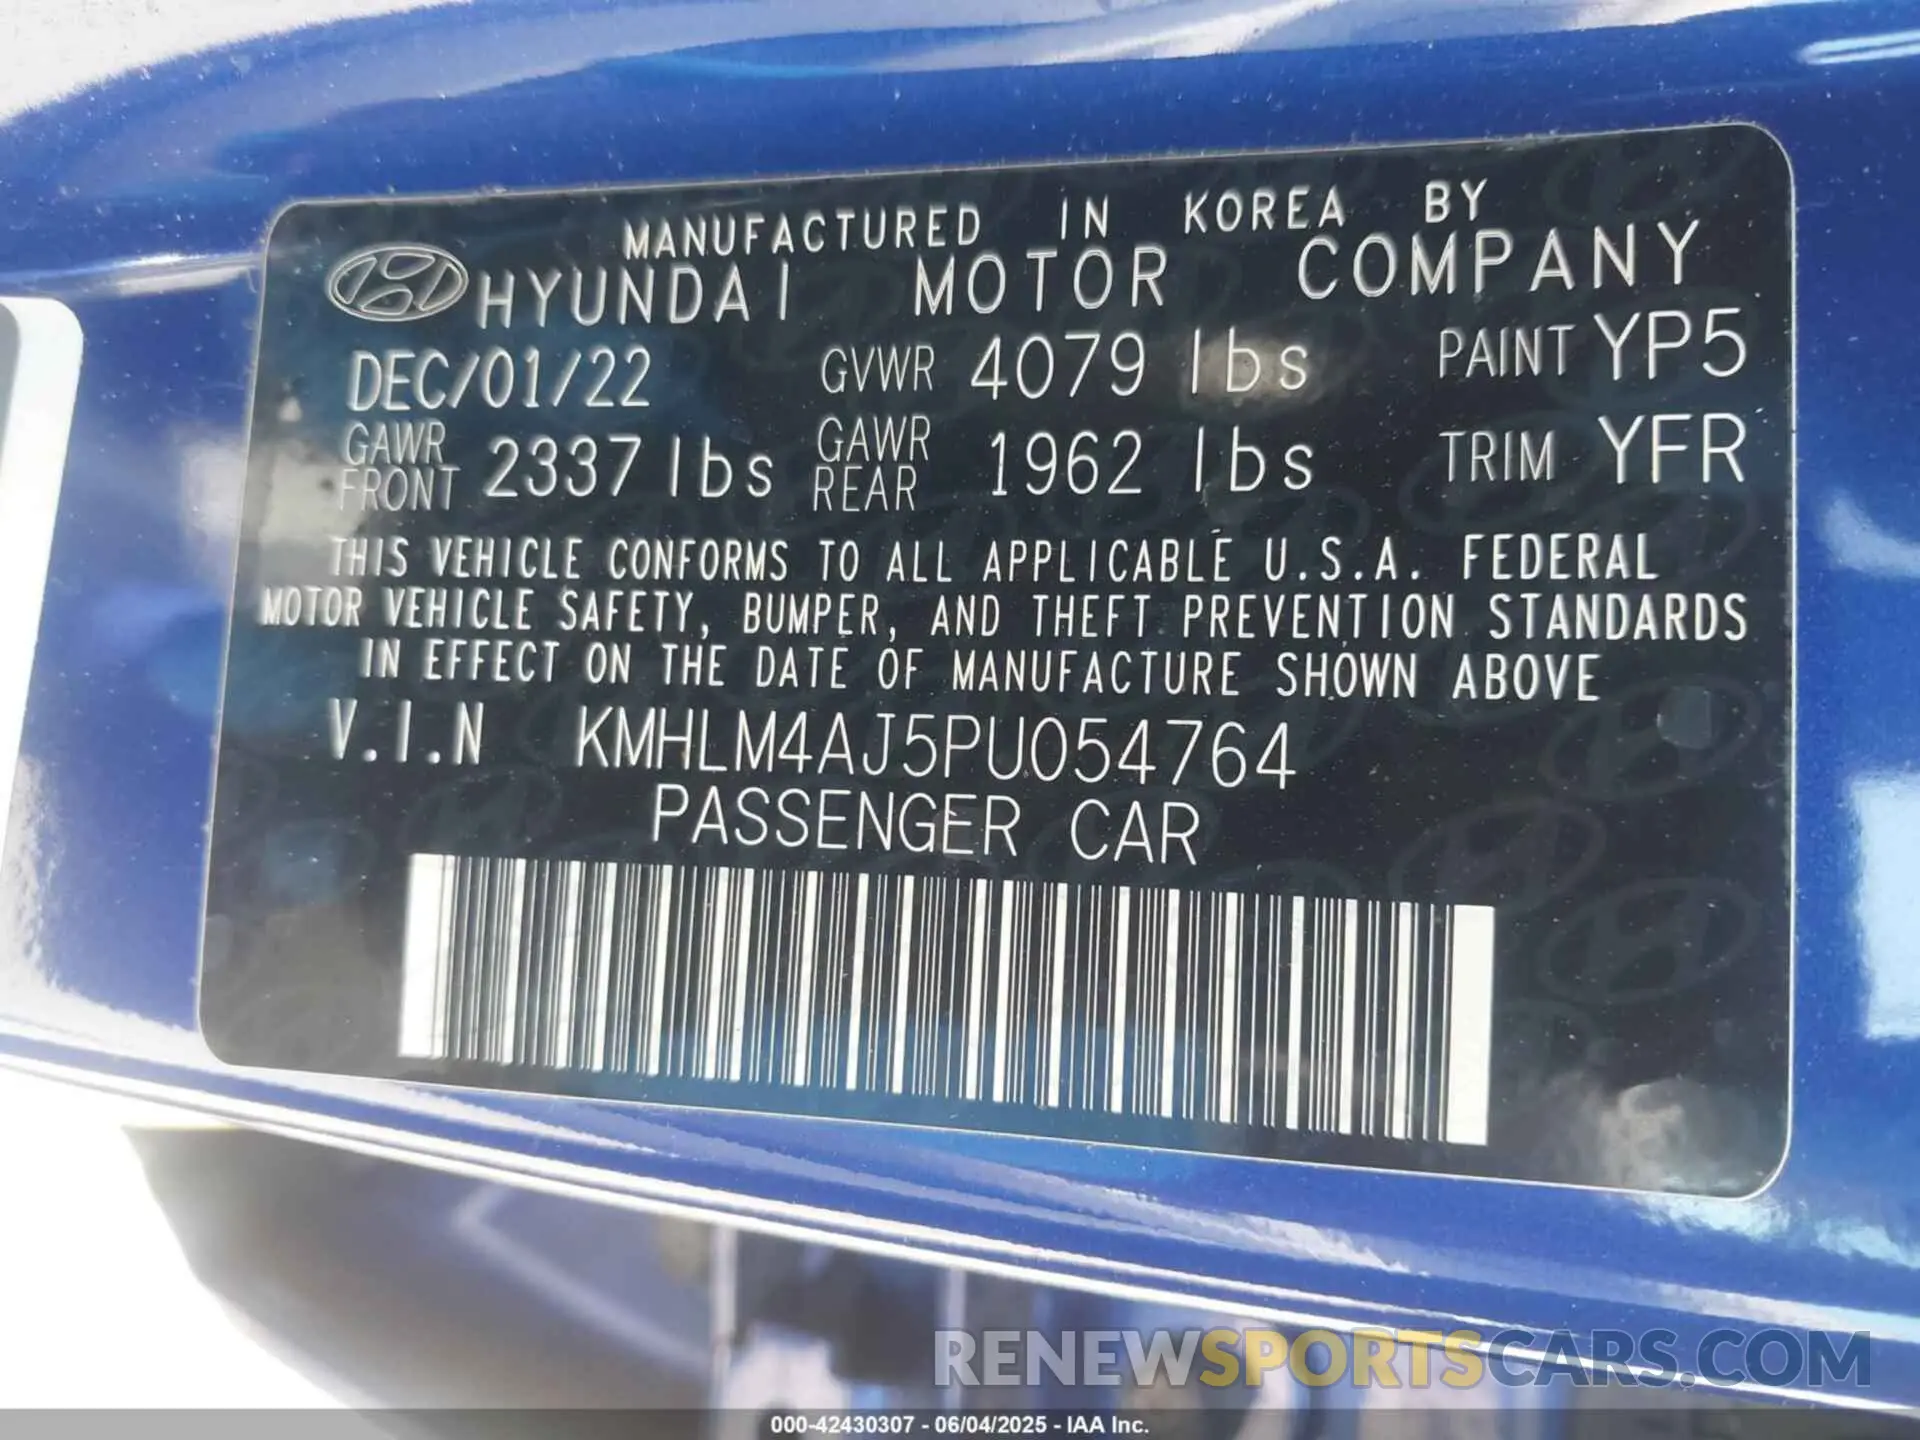 MANUFACTURED IN KOREA BY
HYUNDAI MOTOR COMPANY
DEC/01/22 GVWR 4079 lbs PAINT YP5
GAWR FRONT 2337 lbs GAWR REAR 1962 lbs TRIM YFR
THIS VEHICLE CONFORMS TO ALL APPLICABLE U.S.A. FEDERAL
MOTOR VEHICLE SAFETY, BUMPER, AND THEFT PREVENTION STANDARDS
IN EFFECT ON THE DATE OF MANUFACTURE SHOWN ABOVE
V.I.N KMHLM4AJ5PU054764
PASSENGER CAR
RENEWSPORTSCARS.COM
000-42430307 - 06/04/2025 - IAA Inc.